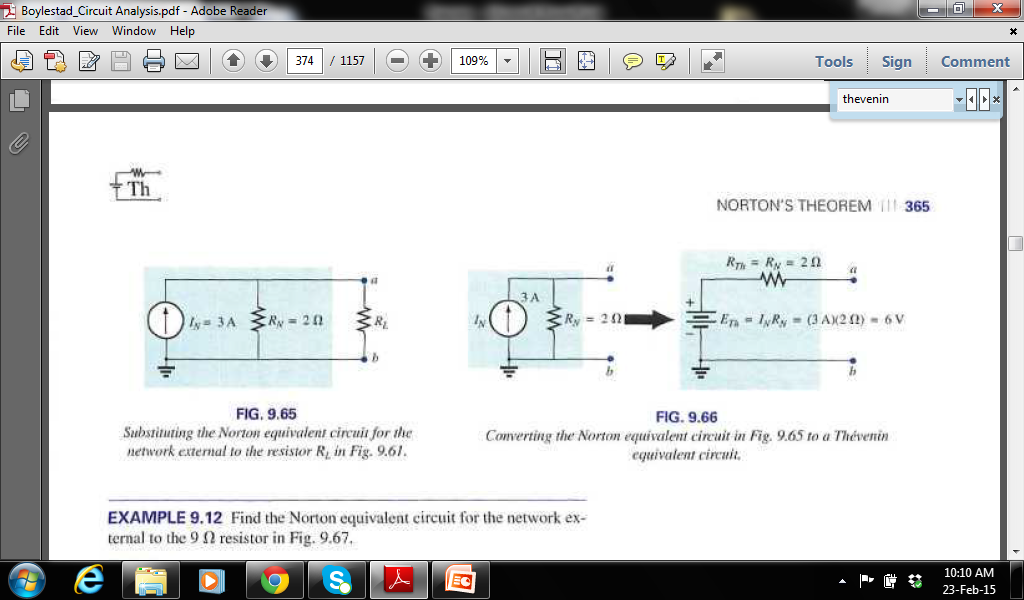 Boylestad_Circuit Analysis.pdf - Adobe Reader
File Edit View Window Help
374 / 1157 109% Tools Sign Comment
thevenin
Th
NORTON'S THEOREM ||| 365
a
I_N = 3 A
R_N = 2 Ω
R_L
b
FIG. 9.65
Substituting the Norton equivalent circuit for the
network external to the resistor R_L in Fig. 9.61.
a
3 A
I_N
R_N = 2 Ω
b
R_Th = R_N = 2 Ω
a
+
E_Th = I_N R_N = (3 A)(2 Ω) = 6 V
−
b
FIG. 9.66
Converting the Norton equivalent circuit in Fig. 9.65 to a Thévenin
equivalent circuit.
EXAMPLE 9.12 Find the Norton equivalent circuit for the network ex-
ternal to the 9 Ω resistor in Fig. 9.67.
10:10 AM
23-Feb-15